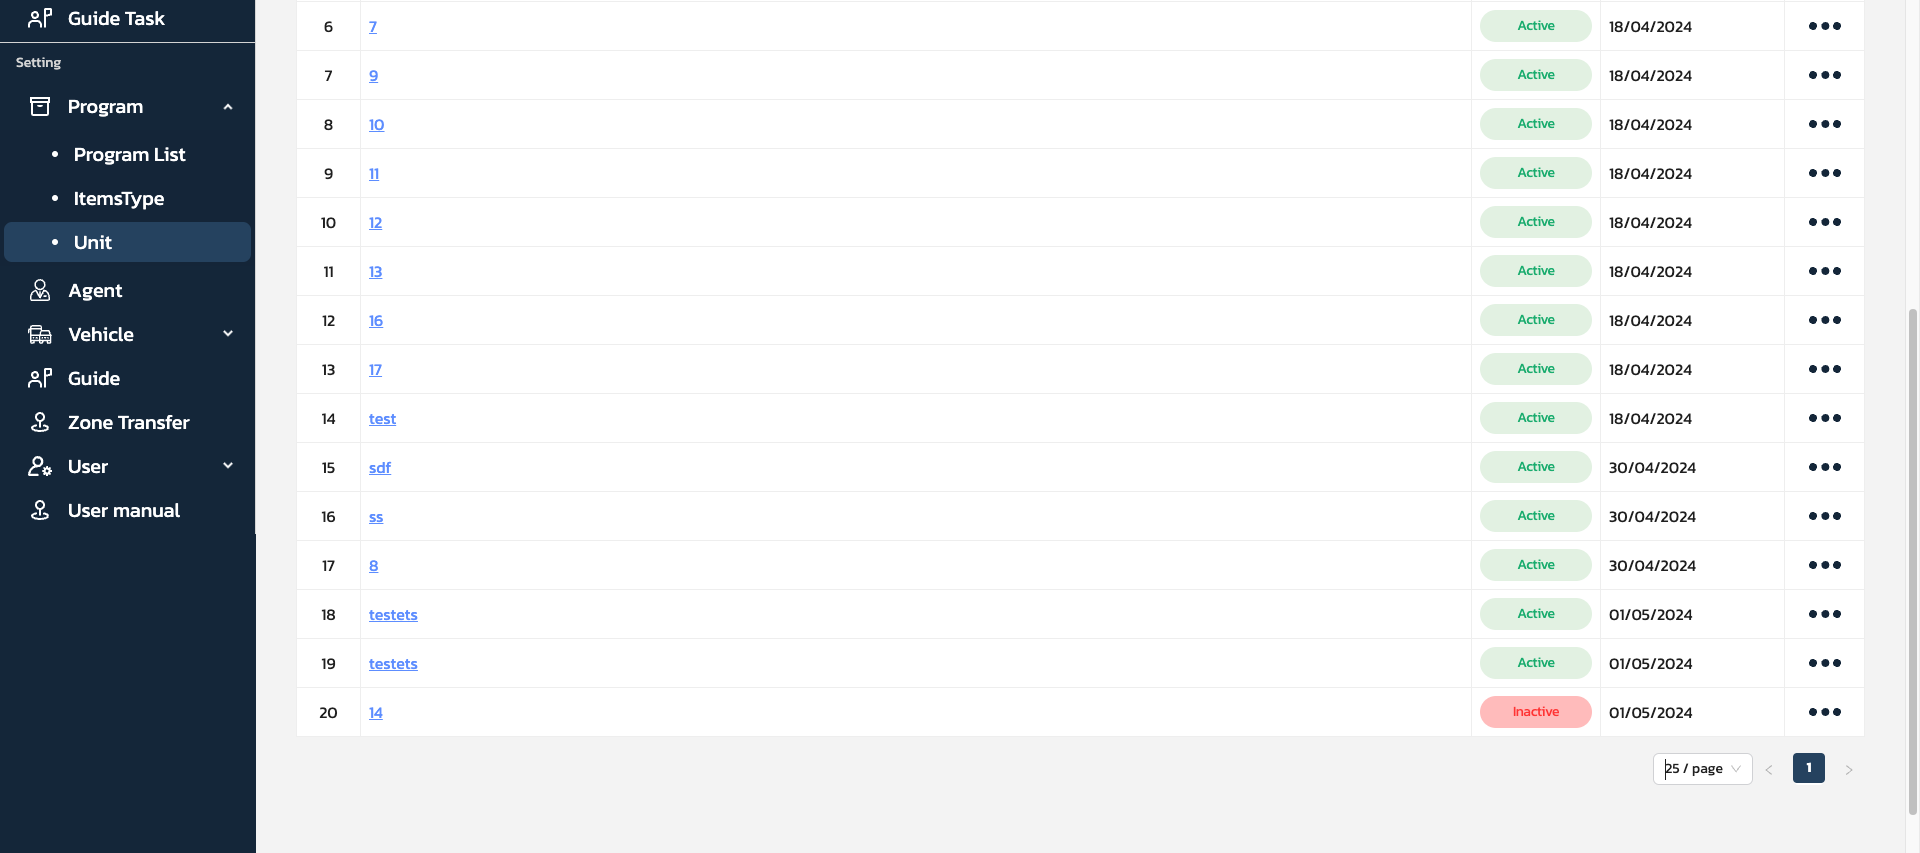 Guide Task
Setting
Program
• Program List
• ItemsType
• Unit
Agent
Vehicle
Guide
Zone Transfer
User
User manual
6 7 Active 18/04/2024 •••
7 9 Active 18/04/2024 •••
8 10 Active 18/04/2024 •••
9 11 Active 18/04/2024 •••
10 12 Active 18/04/2024 •••
11 13 Active 18/04/2024 •••
12 16 Active 18/04/2024 •••
13 17 Active 18/04/2024 •••
14 test Active 18/04/2024 •••
15 sdf Active 30/04/2024 •••
16 ss Active 30/04/2024 •••
17 8 Active 30/04/2024 •••
18 testets Active 01/05/2024 •••
19 testets Active 01/05/2024 •••
20 14 Inactive 01/05/2024 •••
25 / page < 1 >